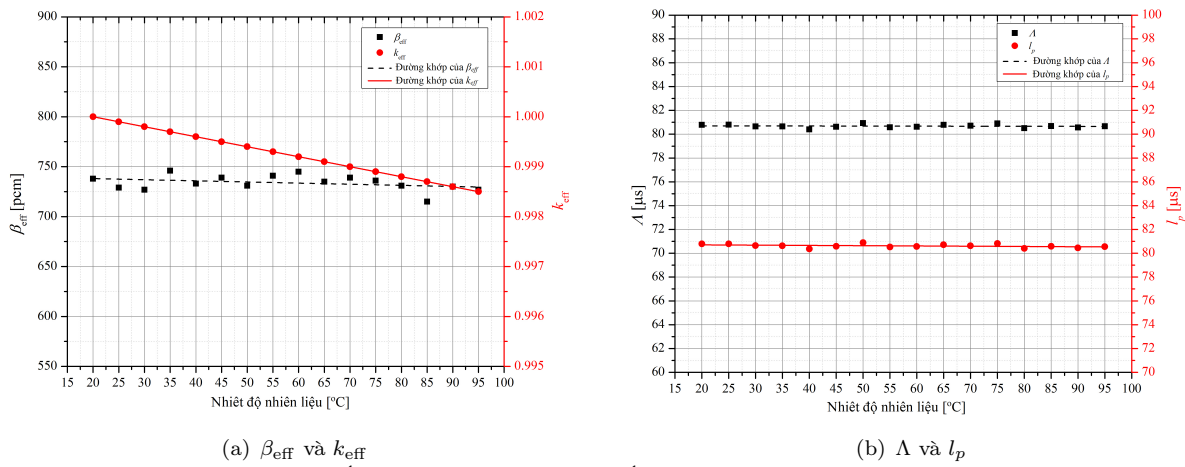 900
850
800
750
700
650
600
550
β_eff [pcm]
1.002
1.001
1.000
0.999
0.998
0.997
0.996
0.995
k_eff
β_eff
k_eff
Đường khớp của β_eff
Đường khớp của k_eff
15 20 25 30 35 40 45 50 55 60 65 70 75 80 85 90 95 100
Nhiêt độ nhiên liệu [°C]
(a) β_eff và k_eff
90
88
86
84
82
80
78
76
74
72
70
68
66
64
62
60
Λ [μs]
100
98
96
94
92
90
88
86
84
82
80
78
76
74
72
70
l_p [μs]
Λ
l_p
Đường khớp của Λ
Đường khớp của l_p
15 20 25 30 35 40 45 50 55 60 65 70 75 80 85 90 95 100
Nhiêt độ nhiên liệu [°C]
(b) Λ và l_p